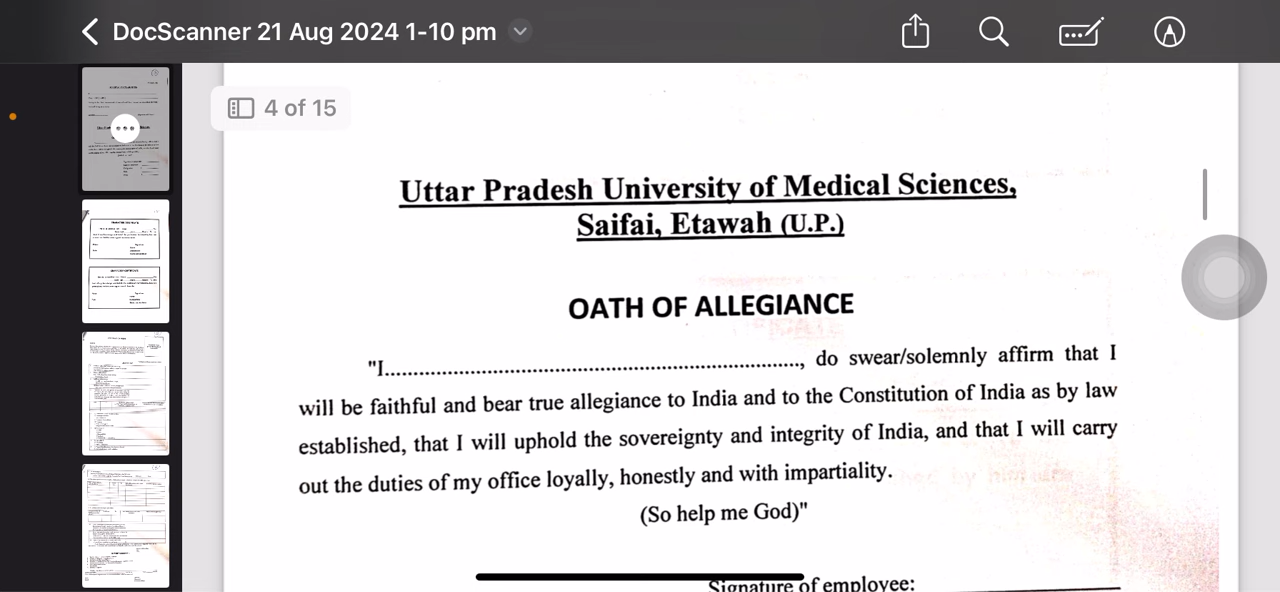 DocScanner 21 Aug 2024 1-10 pm
4 of 15
Uttar Pradesh University of Medical Sciences,
Saifai, Etawah (U.P.)
OATH OF ALLEGIANCE
"I............................................................................., do swear/solemnly affirm that I
will be faithful and bear true allegiance to India and to the Constitution of India as by law
established, that I will uphold the sovereignty and integrity of India, and that I will carry
out the duties of my office loyally, honestly and with impartiality.
(So help me God)"
Signature of employee: